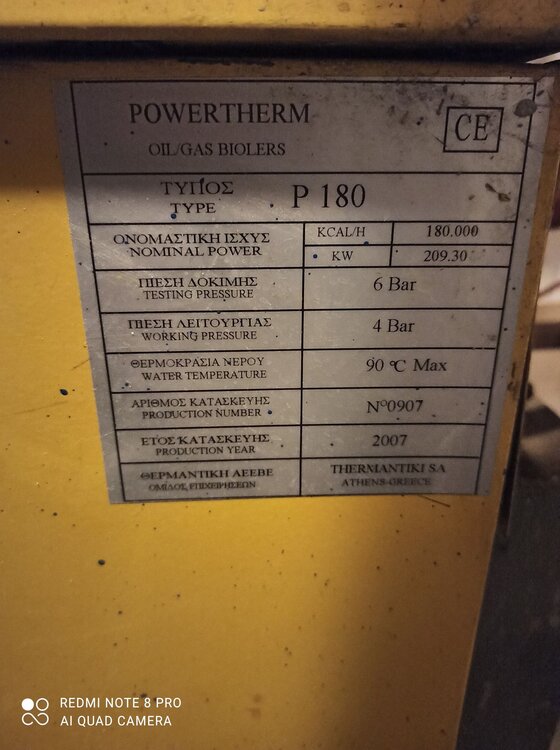 POWERTHERM
OIL/GAS BIOLERS
CE
ΤΥΠΟΣ
TYPE
P 180
ΟΝΟΜΑΣΤΙΚΗ ΙΣΧΥΣ
NOMINAL POWER
KCAL/H
180.000
KW
209.30
ΠΙΕΣΗ ΔΟΚΙΜΗΣ
TESTING PRESSURE
6 Bar
ΠΙΕΣΗ ΛΕΙΤΟΥΡΓΙΑΣ
WORKING PRESSURE
4 Bar
ΘΕΡΜΟΚΡΑΣΙΑ ΝΕΡΟΥ
WATER TEMPERATURE
90 °C Max
ΑΡΙΘΜΟΣ ΚΑΤΑΣΚΕΥΗΣ
PRODUCTION NUMBER
Nº0907
ΕΤΟΣ ΚΑΤΑΣΚΕΥΗΣ
PRODUCTION YEAR
2007
ΘΕΡΜΑΝΤΙΚΗ ΑΕΕΒΕ
ΟΜΙΛΟΣ ΕΠΙΧΕΙΡΗΣΕΩΝ
THERMANTIKI SA
ATHENS-GREECE
REDMI NOTE 8 PRO
AI QUAD CAMERA